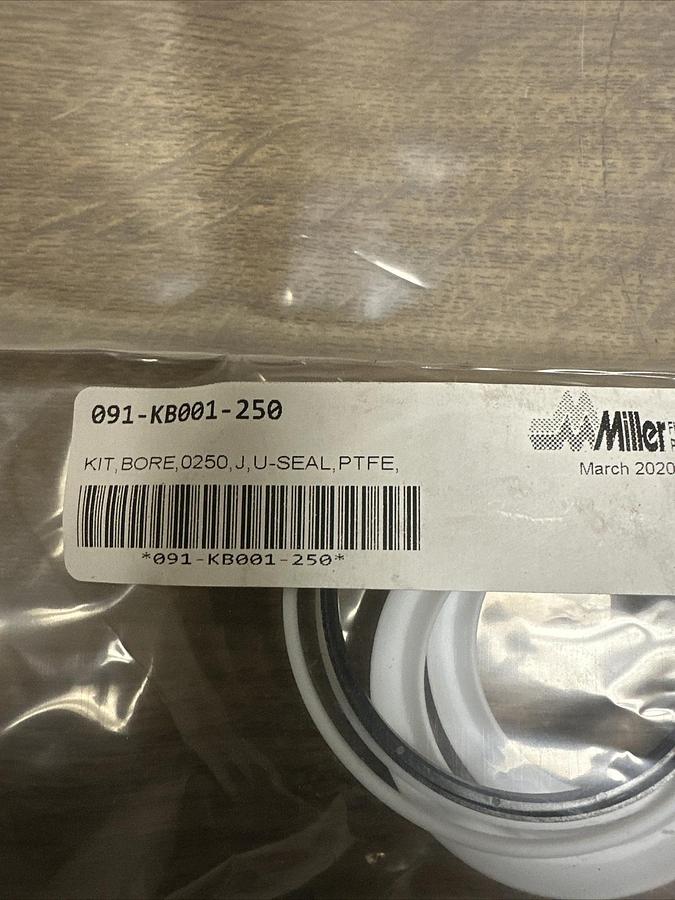 091-KB001-250
Miller
March 2020
KIT,BORE,0250,J,U-SEAL,PTFE,
*091-KB001-250*